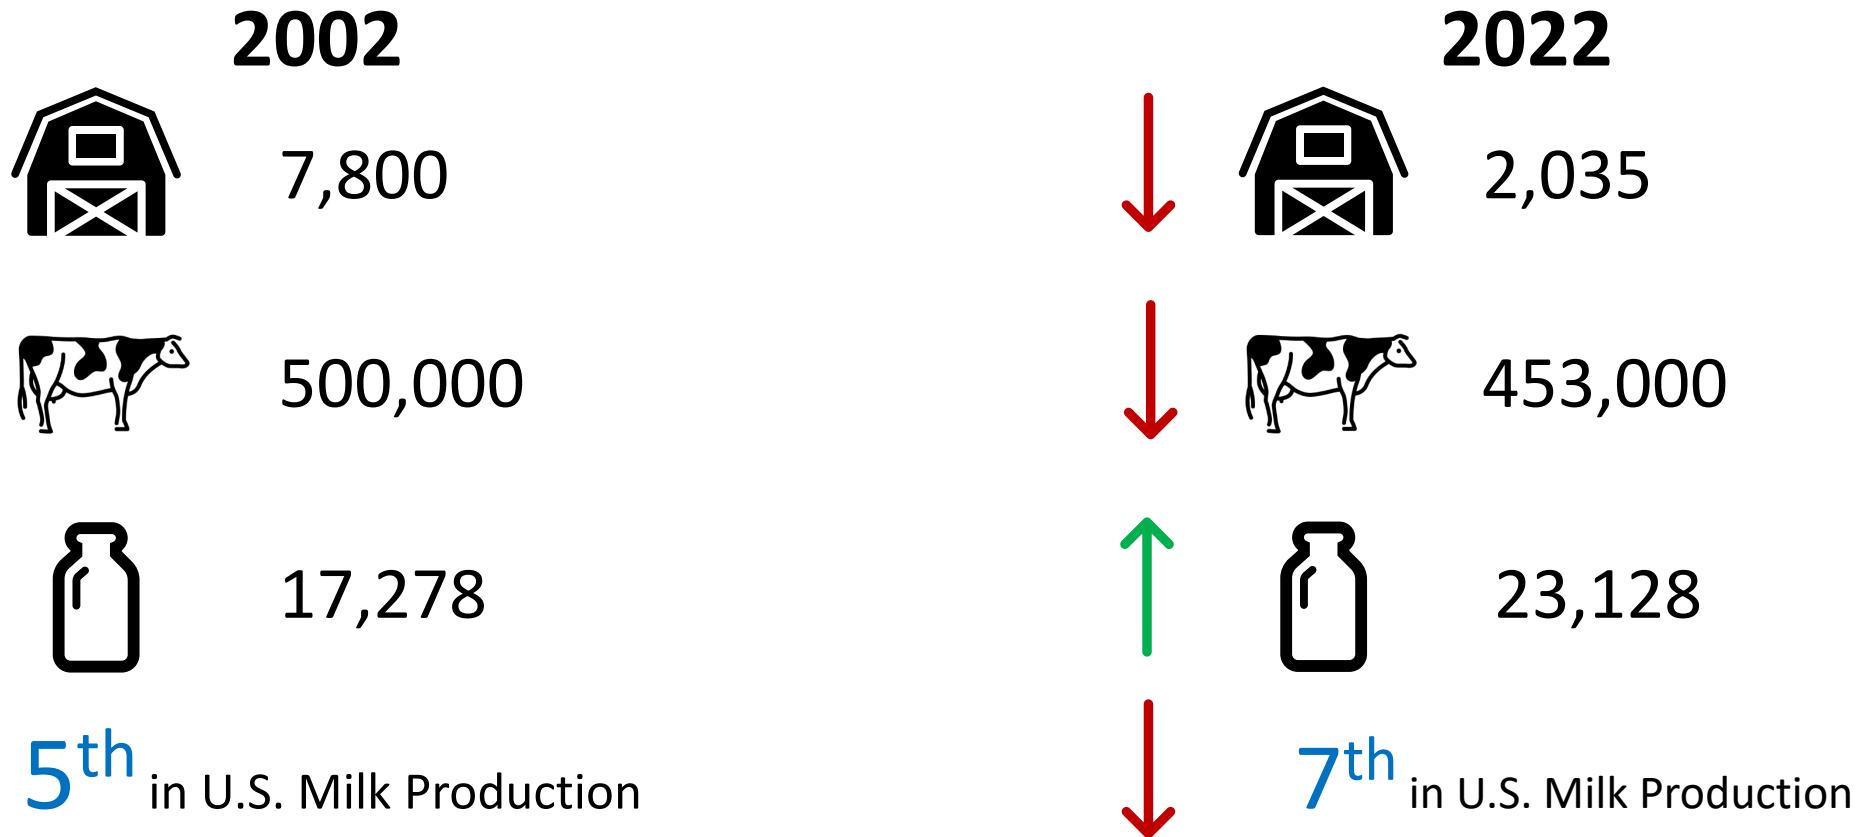 2002 2022
7,800 2,035
500,000 453,000
17,278 23,128
5th in U.S. Milk Production 7th in U.S. Milk Production